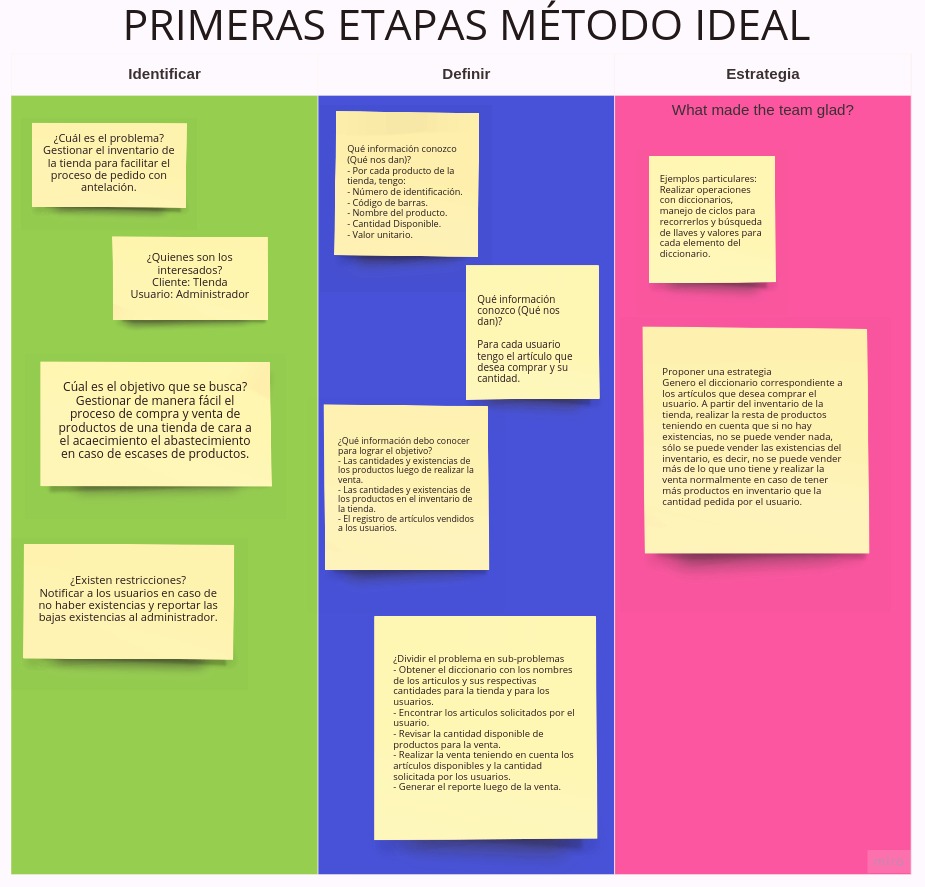 PRIMERAS ETAPAS MÉTODO IDEAL
Identificar
¿Cuál es el problema?
Gestionar el inventario de
la tienda para facilitar el
proceso de pedido con
antelación.
¿Quienes son los
interesados?
Cliente: TIenda
Usuario: Administrador
Cúal es el objetivo que se busca?
Gestionar de manera fácil el
proceso de compra y venta de
productos de una tienda de cara a
el acaecimiento el abastecimiento
en caso de escases de productos.
¿Existen restricciones?
Notificar a los usuarios en caso de
no haber existencias y reportar las
bajas existencias al administrador.
Definir
Qué información conozco
(Qué nos dan)?
- Por cada producto de la
tienda, tengo:
- Número de identificación.
- Código de barras.
- Nombre del producto.
- Cantidad Disponible.
- Valor unitario.
Qué información
conozco (Qué nos
dan)?
Para cada usuario
tengo el artículo que
desea comprar y su
cantidad.
¿Qué información debo conocer
para lograr el objetivo?
- Las cantidades y existencias de
los productos luego de realizar la
venta.
- Las cantidades y existencias de
los productos en el inventario de
la tienda.
- El registro de artículos vendidos
a los usuarios.
¿Dividir el problema en sub-problemas
- Obtener el diccionario con los nombres
de los articulos y sus respectivas
cantidades para la tienda y para los
usuarios.
- Encontrar los articulos solicitados por el
usuario.
- Revisar la cantidad disponible de
productos para la venta.
- Realizar la venta teniendo en cuenta los
artículos disponibles y la cantidad
solicitada por los usuarios.
- Generar el reporte luego de la venta.
Estrategia
What made the team glad?
Ejemplos particulares:
Realizar operaciones
con diccionarios,
manejo de ciclos para
recorrerlos y búsqueda
de llaves y valores para
cada elemento del
diccionario.
Proponer una estrategia
Genero el diccionario correspondiente a
los artículos que desea comprar el
usuario. A partir del inventario de la
tienda, realizar la resta de productos
teniendo en cuenta que si no hay
existencias, no se puede vender nada,
sólo se puede vender las existencias del
inventario, es decir, no se puede vender
más de lo que uno tiene y realizar la
venta normalmente en caso de tener
más productos en inventario que la
cantidad pedida por el usuario.